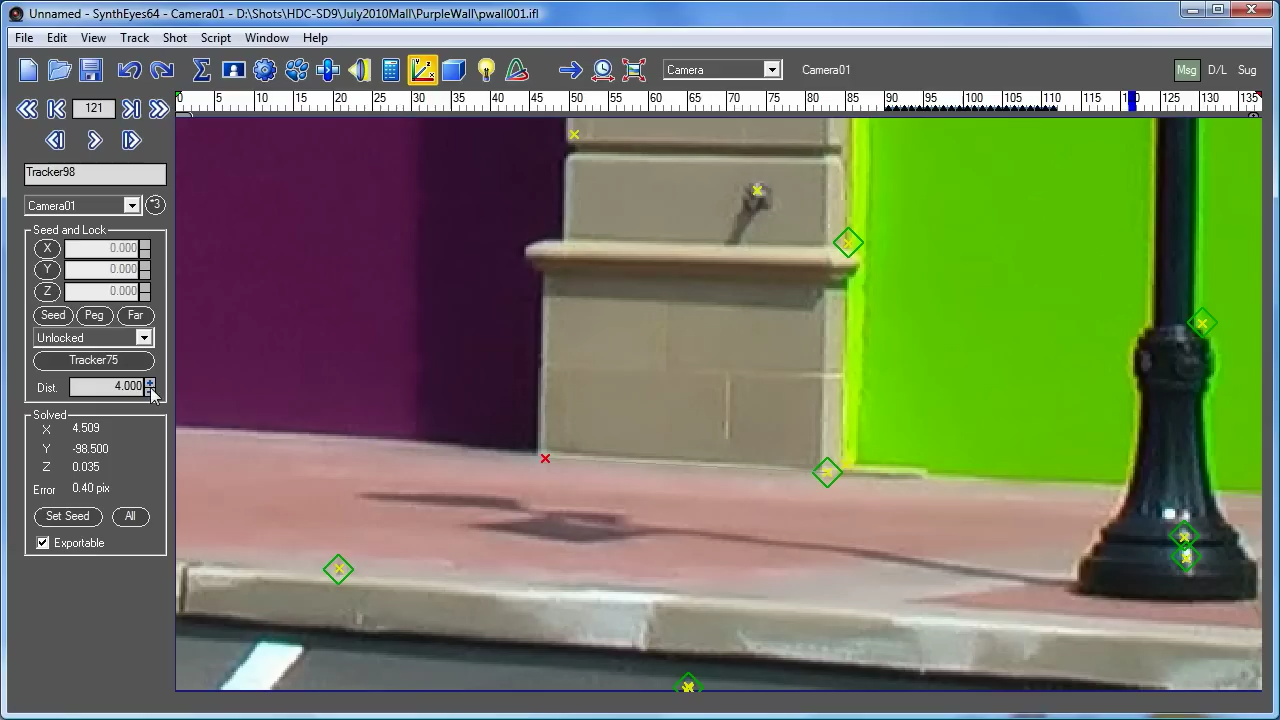 Unnamed - SynthEyes64 - Camera01 - D:\Shots\HDC-SD9\July2010Mall\PurpleWall\pwall001.ifl
File Edit View Track Shot Script Window Help
Camera Camera01 Msg D/L Sug
121
0 5 10 15 20 25 30 35 40 45 50 55 60 65 70 75 80 85 90 95 100 105 110 115 120 125 130 135
Tracker98
Camera01 *3
Seed and Lock
X 0.000
Y 0.000
Z 0.000
Seed Peg Far
Unlocked
Tracker75
Dist. 4.000
Solved
X 4.509
Y -98.500
Z 0.035
Error 0.40 pix
Set Seed All
Exportable